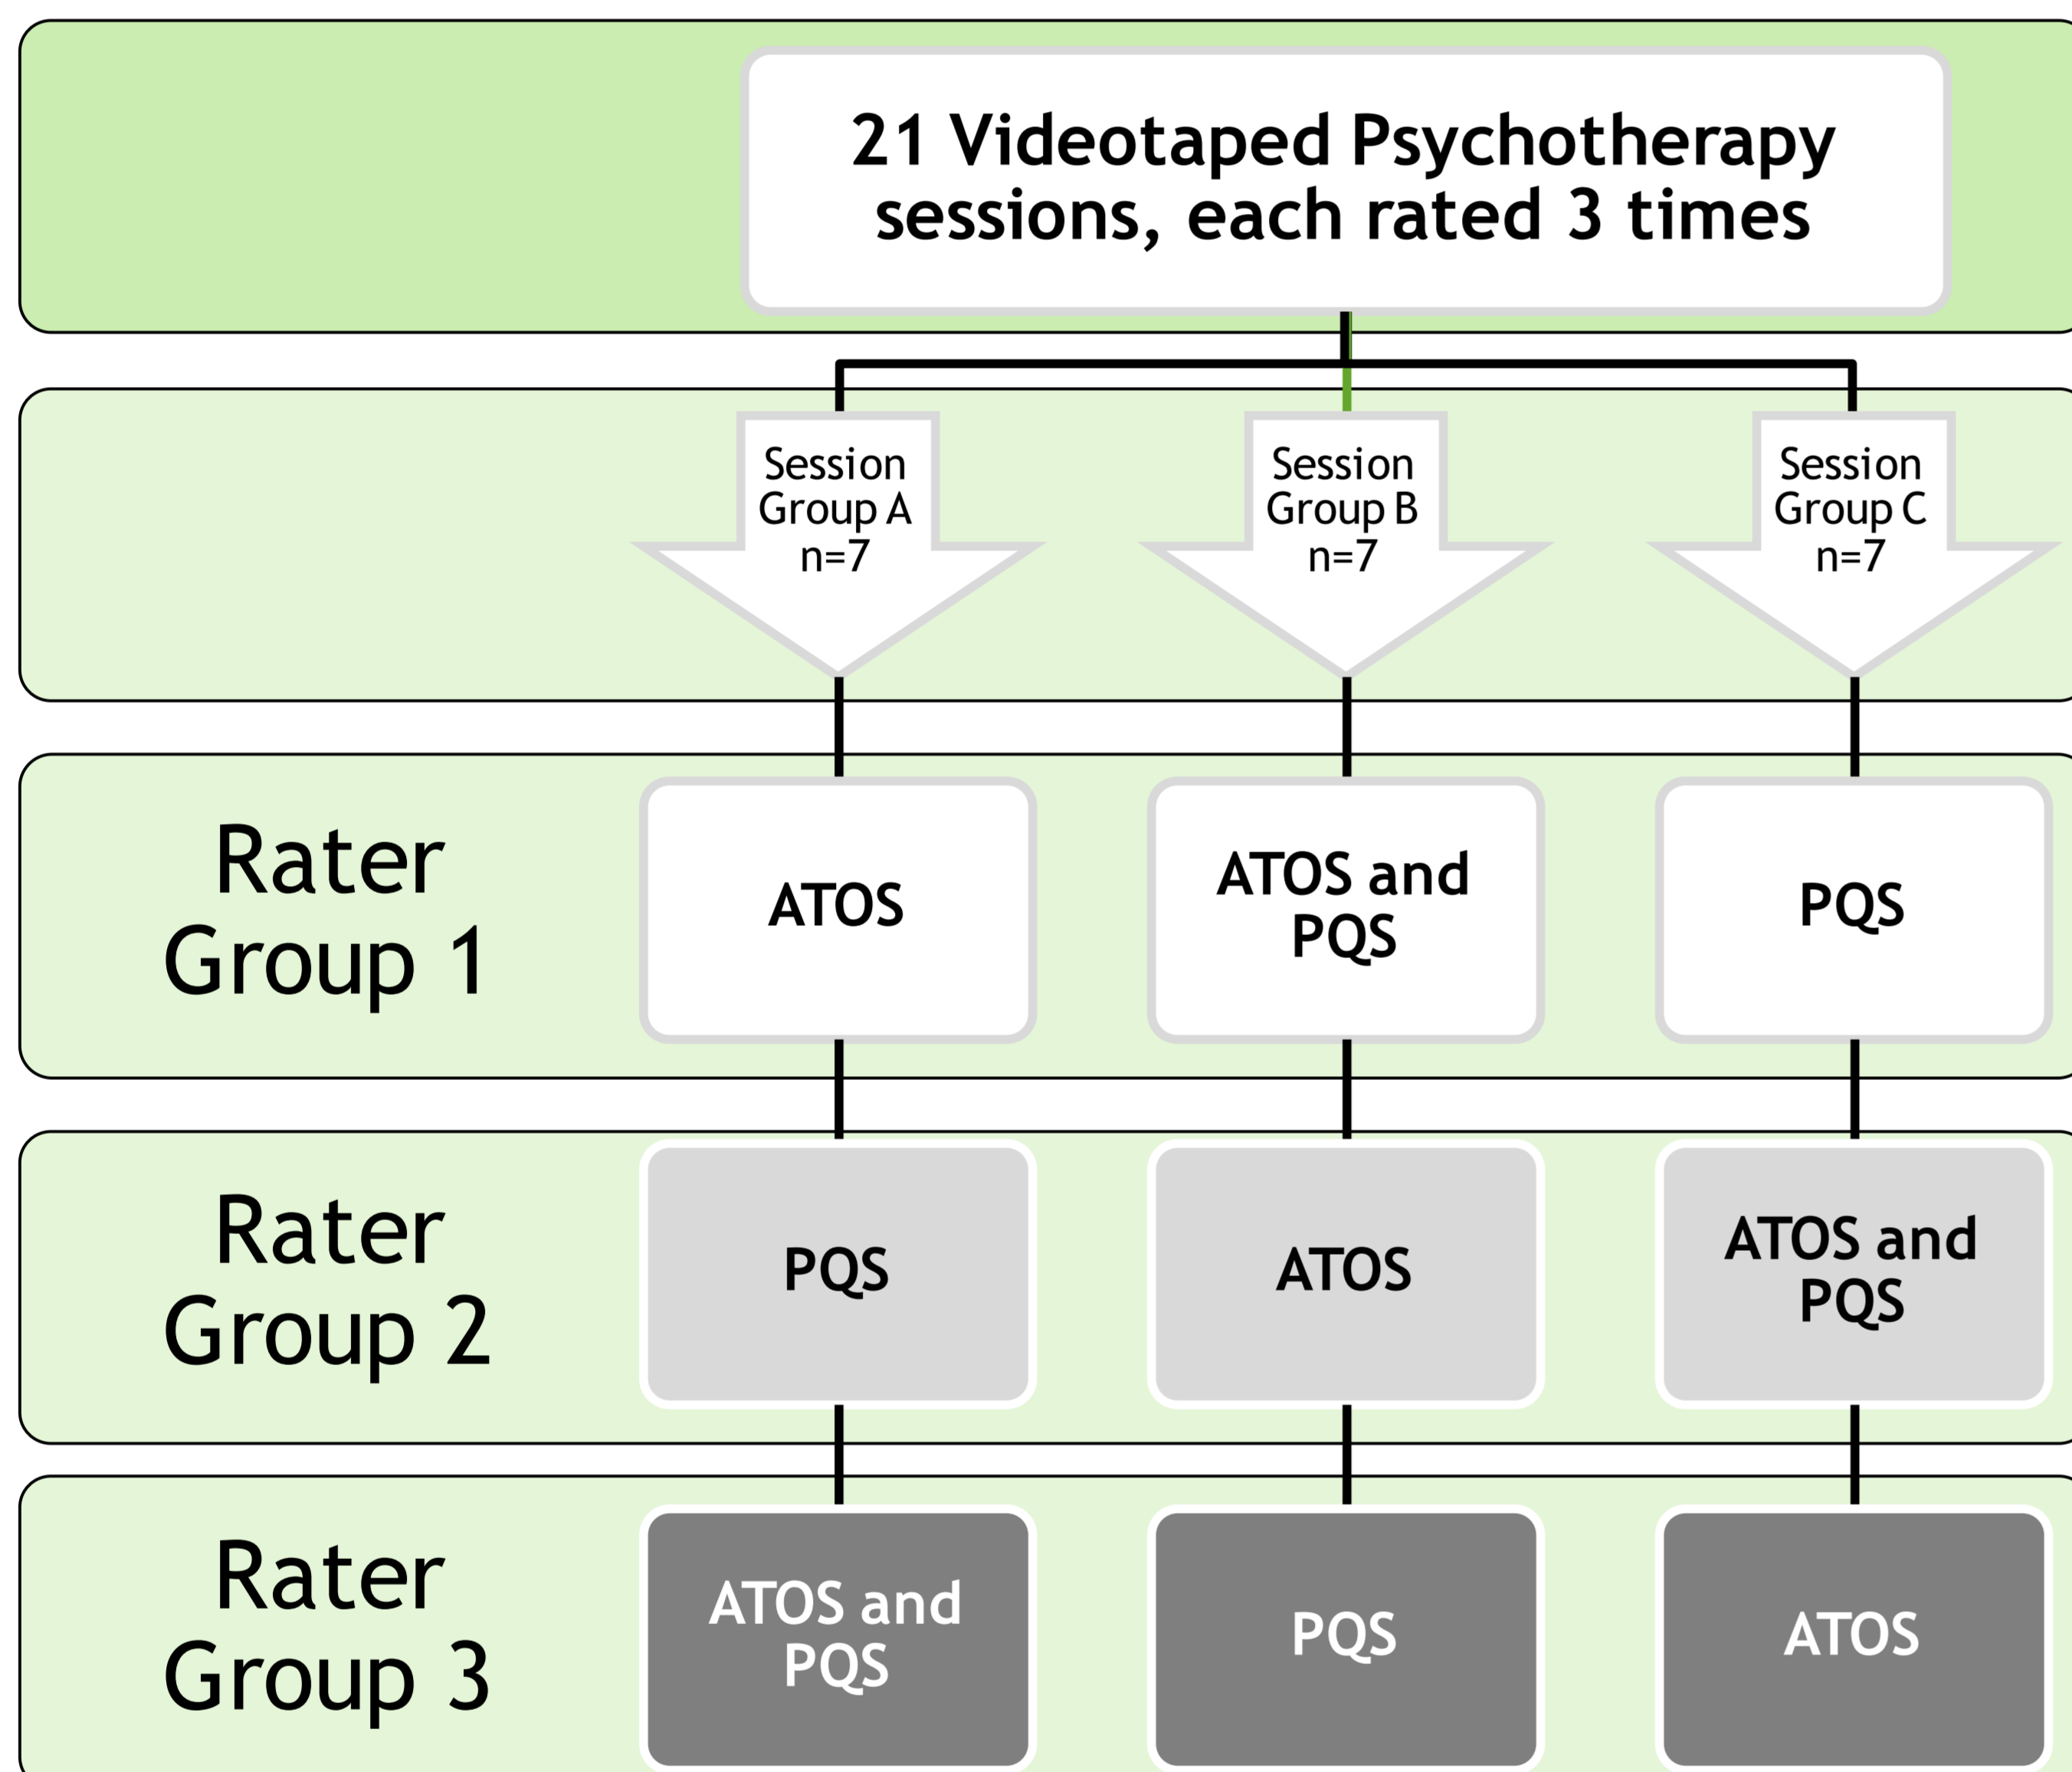 21 Videotaped Psychotherapy
sessions, each rated 3 times
Session
Group A
n=7
Session
Group B
n=7
Session
Group C
n=7
Rater
Group 1
ATOS
ATOS and
PQS
PQS
Rater
Group 2
PQS
ATOS
ATOS and
PQS
Rater
Group 3
ATOS and
PQS
PQS
ATOS